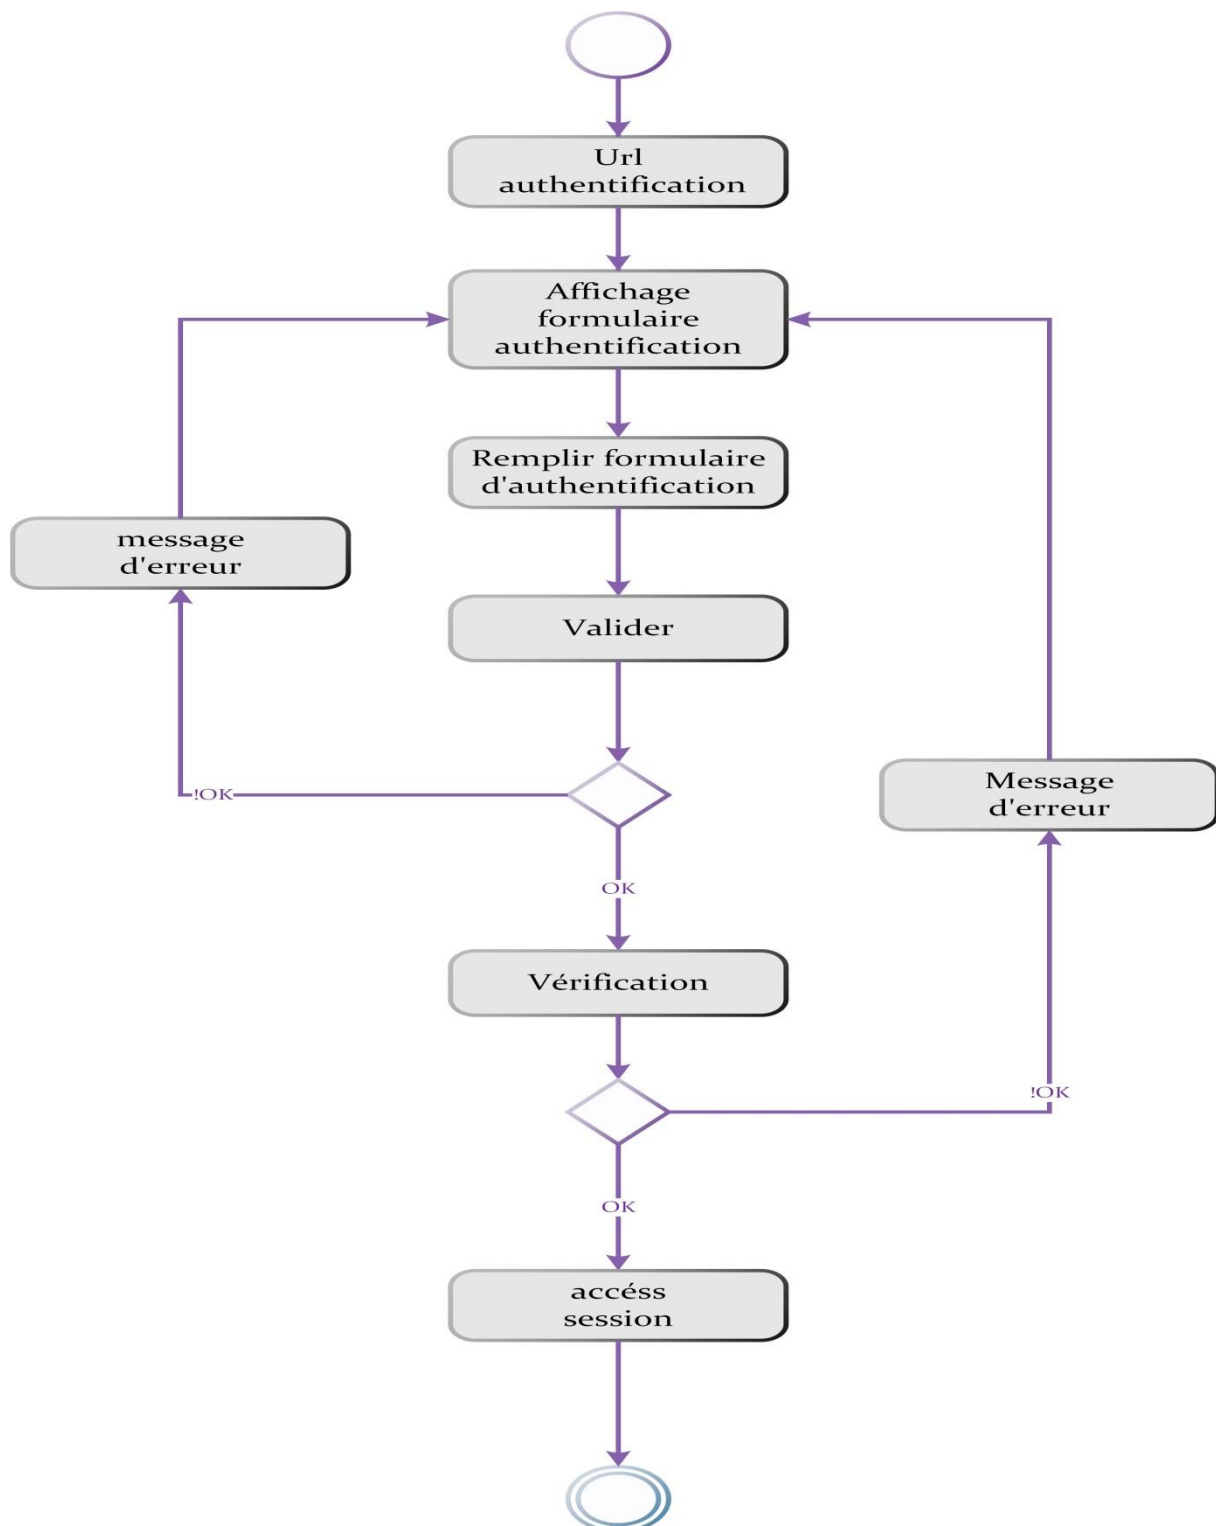 Url
authentification
Affichage
formulaire
authentification
Remplir formulaire
d'authentification
message
d'erreur
Valider
!OK
Message
d'erreur
OK
Vérification
!OK
OK
accéss
session